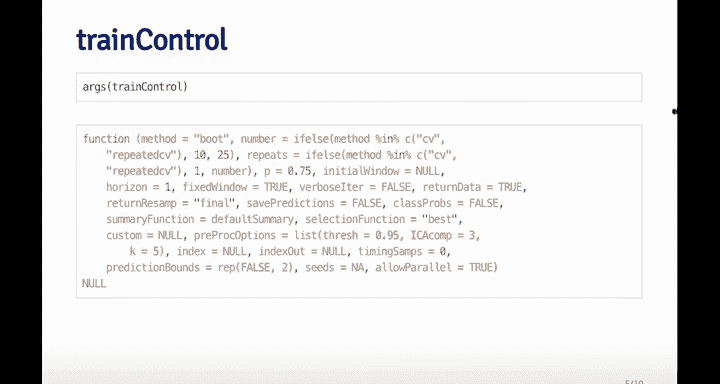 trainControl
args(trainControl)
function (method = "boot", number = ifelse(method %in% c("cv",
"repeatedcv"), 10, 25), repeats = ifelse(method %in% c("cv",
"repeatedcv"), 1, number), p = 0.75, initialWindow = NULL,
horizon = 1, fixedWindow = TRUE, verboseIter = FALSE, returnData = TRUE,
returnResamp = "final", savePredictions = FALSE, classProbs = FALSE,
summaryFunction = defaultSummary, selectionFunction = "best",
custom = NULL, preProcOptions = list(thresh = 0.95, ICAcomp = 3,
k = 5), index = NULL, indexOut = NULL, timingSamps = 0,
predictionBounds = rep(FALSE, 2), seeds = NA, allowParallel = TRUE)
NULL